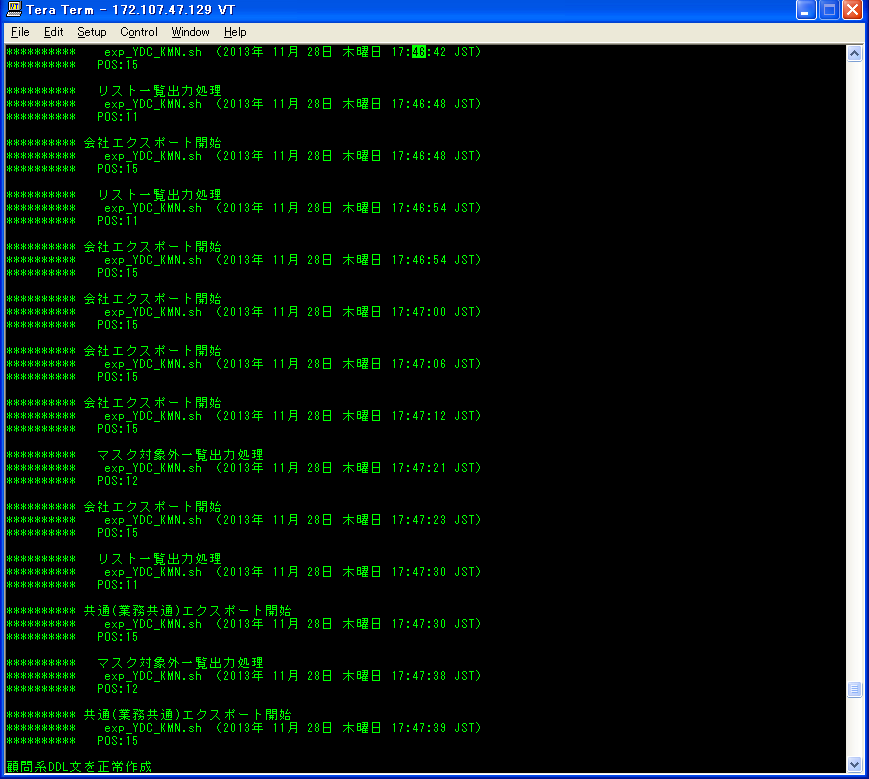 Tera Term - 172.107.47.129 VT
File Edit Setup Control Window Help
********** exp_YDC_KMN.sh (2013年 11月 28日 木曜日 17:46:42 JST)
********** POS:15
********** リスト一覧出力処理
********** exp_YDC_KMN.sh (2013年 11月 28日 木曜日 17:46:48 JST)
********** POS:11
********** 会社エクスポート開始
********** exp_YDC_KMN.sh (2013年 11月 28日 木曜日 17:46:48 JST)
********** POS:15
********** リスト一覧出力処理
********** exp_YDC_KMN.sh (2013年 11月 28日 木曜日 17:46:54 JST)
********** POS:11
********** 会社エクスポート開始
********** exp_YDC_KMN.sh (2013年 11月 28日 木曜日 17:46:54 JST)
********** POS:15
********** 会社エクスポート開始
********** exp_YDC_KMN.sh (2013年 11月 28日 木曜日 17:47:00 JST)
********** POS:15
********** 会社エクスポート開始
********** exp_YDC_KMN.sh (2013年 11月 28日 木曜日 17:47:06 JST)
********** POS:15
********** 会社エクスポート開始
********** exp_YDC_KMN.sh (2013年 11月 28日 木曜日 17:47:12 JST)
********** POS:15
********** マスク対象外一覧出力処理
********** exp_YDC_KMN.sh (2013年 11月 28日 木曜日 17:47:21 JST)
********** POS:12
********** 会社エクスポート開始
********** exp_YDC_KMN.sh (2013年 11月 28日 木曜日 17:47:23 JST)
********** POS:15
********** リスト一覧出力処理
********** exp_YDC_KMN.sh (2013年 11月 28日 木曜日 17:47:30 JST)
********** POS:11
********** 共通(業務共通)エクスポート開始
********** exp_YDC_KMN.sh (2013年 11月 28日 木曜日 17:47:30 JST)
********** POS:15
********** マスク対象外一覧出力処理
********** exp_YDC_KMN.sh (2013年 11月 28日 木曜日 17:47:38 JST)
********** POS:12
********** 共通(業務共通)エクスポート開始
********** exp_YDC_KMN.sh (2013年 11月 28日 木曜日 17:47:39 JST)
********** POS:15
顧問系DDL文を正常作成